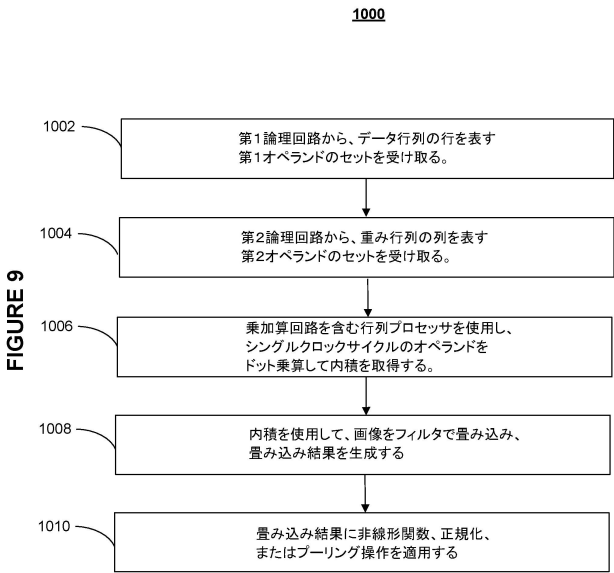 1000
1002
第1論理回路から、データ行列の行を表す
第1オペランドのセットを受け取る。
1004
第2論理回路から、重み行列の列を表す
第2オペランドのセットを受け取る。
FIGURE 9
1006
乗加算回路を含む行列プロセッサを使用し、
シングルクロックサイクルのオペランドを
ドット乗算して内積を取得する。
1008
内積を使用して、画像をフィルタで畳み込み、
畳み込み結果を生成する
1010
畳み込み結果に非線形関数、正規化、
またはプーリング操作を適用する